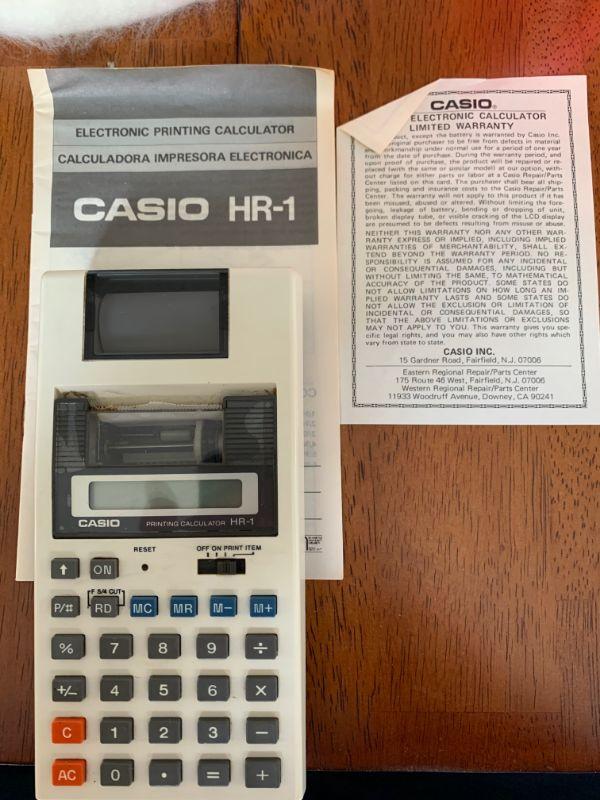 ELECTRONIC PRINTING CALCULATOR
CALCULADORA IMPRESORA ELECTRONICA
CASIO HR-1
CASIO®
ELECTRONIC CALCULATOR
LIMITED WARRANTY
except the battery is warranted by Casio Inc.
original purchaser to be free from defects in material
workmanship under normal use for a period of one year
from the date of purchase. During the warranty period, and
upon proof of purchase, the product will be repaired or re-
placed (with the same or similar model) at our option, with-
out charge for either parts or labor at a Casio Repair/Parts
Center listed on this card. The purchaser shall bear all ship-
ping, packing and insurance costs to the Casio Repair/Parts
Center. The warranty will not apply to this product if it has
been misused, abused or altered. Without limiting the fore-
going, leakage of battery, bending or dropping of unit,
broken display tube, or visible cracking of the LCD display
are presumed to be defects resulting from misuse or abuse.
NEITHER THIS WARRANTY NOR ANY OTHER WAR-
RANTY EXPRESS OR IMPLIED, INCLUDING IMPLIED
WARRANTIES OF MERCHANTABILITY, SHALL EX-
TEND BEYOND THE WARRANTY PERIOD. NO RE-
SPONSIBILITY IS ASSUMED FOR ANY INCIDENTAL
OR CONSEQUENTIAL DAMAGES, INCLUDING BUT
WITHOUT LIMITING THE SAME, TO MATHEMATICAL
ACCURACY OF THE PRODUCT. SOME STATES DO
NOT ALLOW LIMITATIONS ON HOW LONG AN IM-
PLIED WARRANTY LASTS AND SOME STATES DO
NOT ALLOW THE EXCLUSION OR LIMITATION OF
INCIDENTAL OR CONSEQUENTIAL DAMAGES, SO
THAT THE ABOVE LIMITATIONS OR EXCLUSIONS
MAY NOT APPLY TO YOU. This warranty gives you spe-
cific legal rights, and you may also have other rights which
vary from state to state.
CASIO INC.
15 Gardner Road, Fairfield, N.J. 07006
Eastern Regional Repair/Parts Center
175 Route 46 West, Fairfield, N.J. 07006
Western Regional Repair/Parts Center
11933 Woodruff Avenue, Downey, CA 90241
CASIO PRINTING CALCULATOR HR-1
RESET OFF ON PRINT ITEM
↑ ON
F 5/4 CUT
P/# RD MC MR M− M+
% 7 8 9 ÷
+/− 4 5 6 ×
C 1 2 3 −
AC 0 • = +